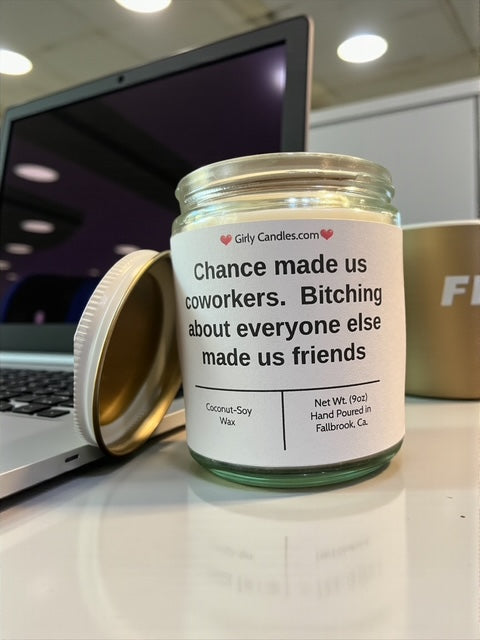 ❤ Girly Candles.com❤
Chance made us
coworkers. Bitching
about everyone else
made us friends
Coconut-Soy
Wax
Net Wt. (9oz)
Hand Poured in
Fallbrook, Ca.